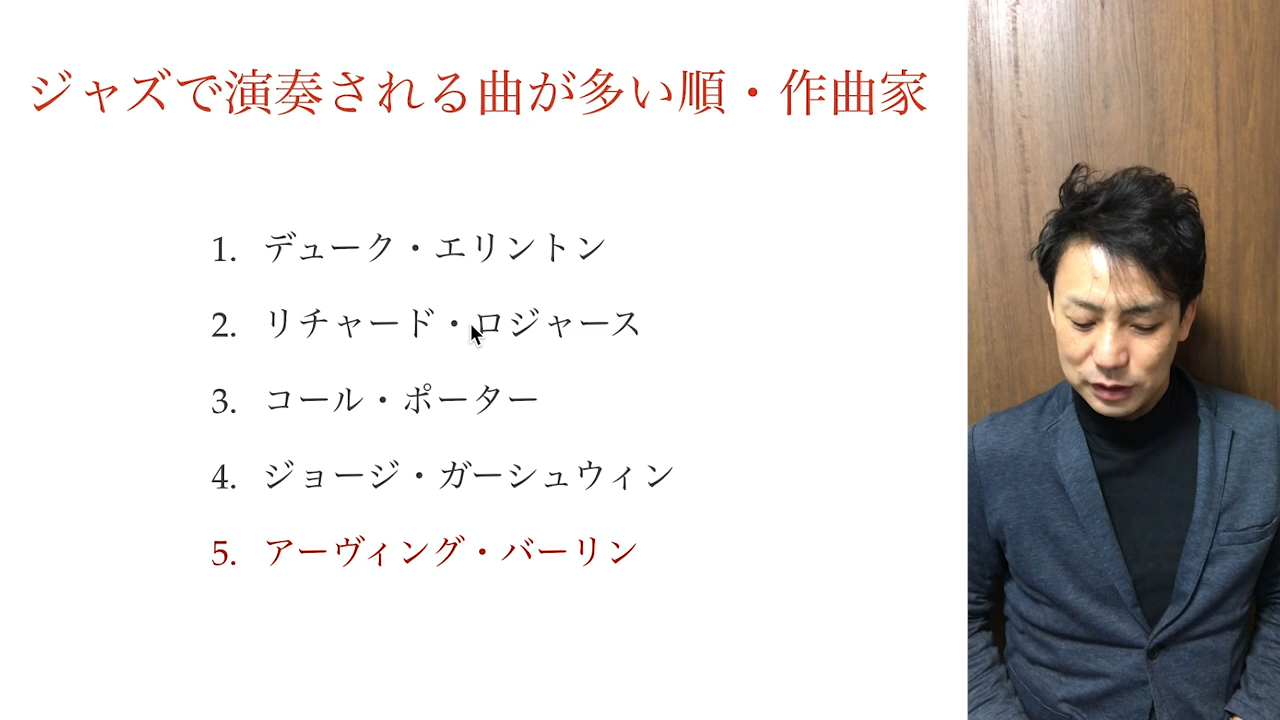 ジャズで演奏される曲が多い順・作曲家
1. デューク・エリントン
2. リチャード・ロジャース
3. コール・ポーター
4. ジョージ・ガーシュウィン
5. アーヴィング・バーリン